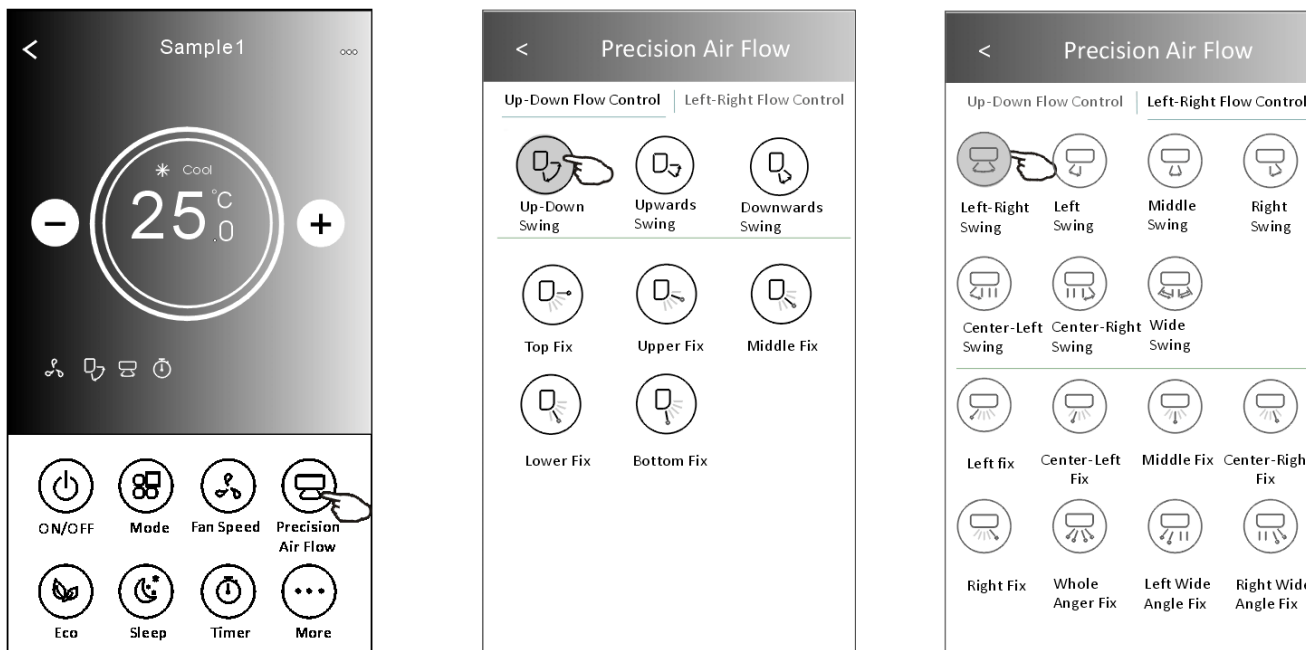 Sample1
Cool
25.0°C
ON/OFF
Mode
Fan Speed
Precision
Air Flow
Eco
Sleep
Timer
More
< Precision Air Flow
Up-Down Flow Control
Left-Right Flow Control
Up-Down
Swing
Upwards
Swing
Downwards
Swing
Top Fix
Upper Fix
Middle Fix
Lower Fix
Bottom Fix
< Precision Air Flow
Up-Down Flow Control
Left-Right Flow Control
Left-Right
Swing
Left
Swing
Middle
Swing
Right
Swing
Center-Left
Swing
Center-Right
Swing
Wide
Swing
Left fix
Center-Left
Fix
Middle Fix
Center-Righ
Fix
Right Fix
Whole
Anger Fix
Left Wide
Angle Fix
Right Wide
Angle Fix